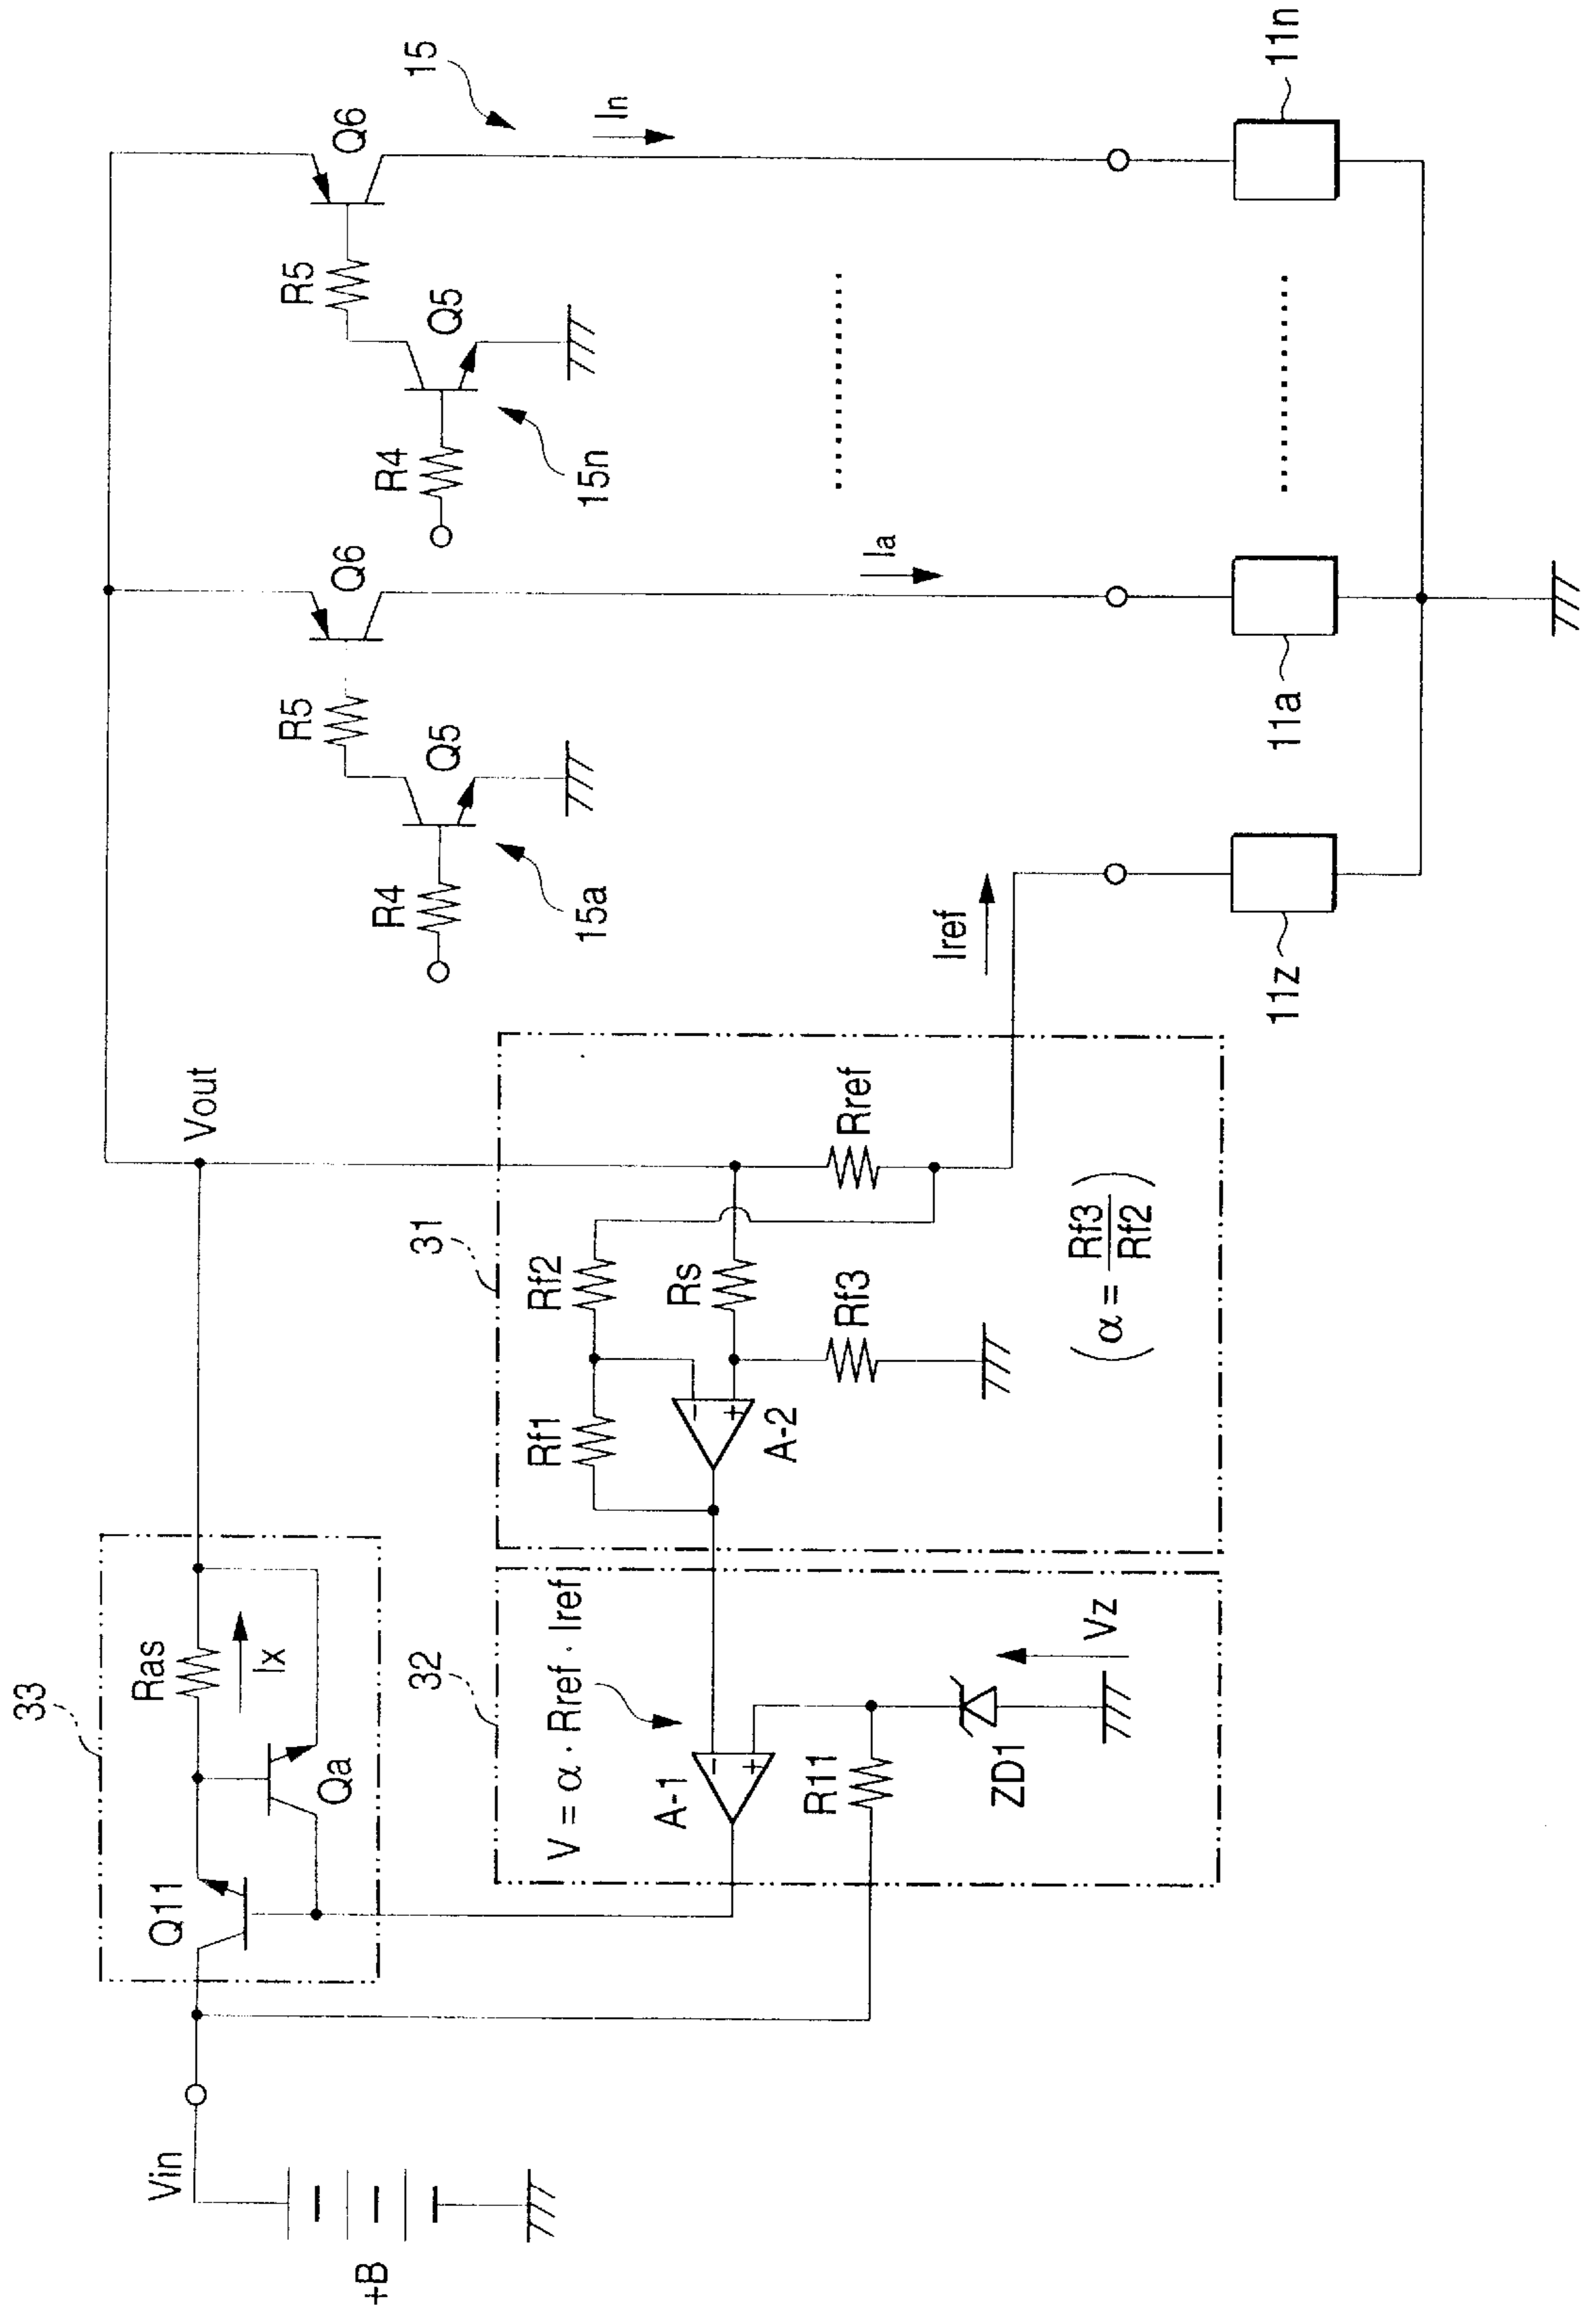 15
Q6
In
11n
R5
Q5
R4
15n
Q6
Ia
R5
Q5
R4
15a
11a
Iref
11z
Vout
31
Rref
Rf2
Rs
Rf3
Rf1
A-2
(α = Rf3
Rf2)
33
Ras
Ix
Qa
Q11
32
V = α · Rref · Iref
A-1
R11
ZD1
Vz
Vin
+B
- +
- +